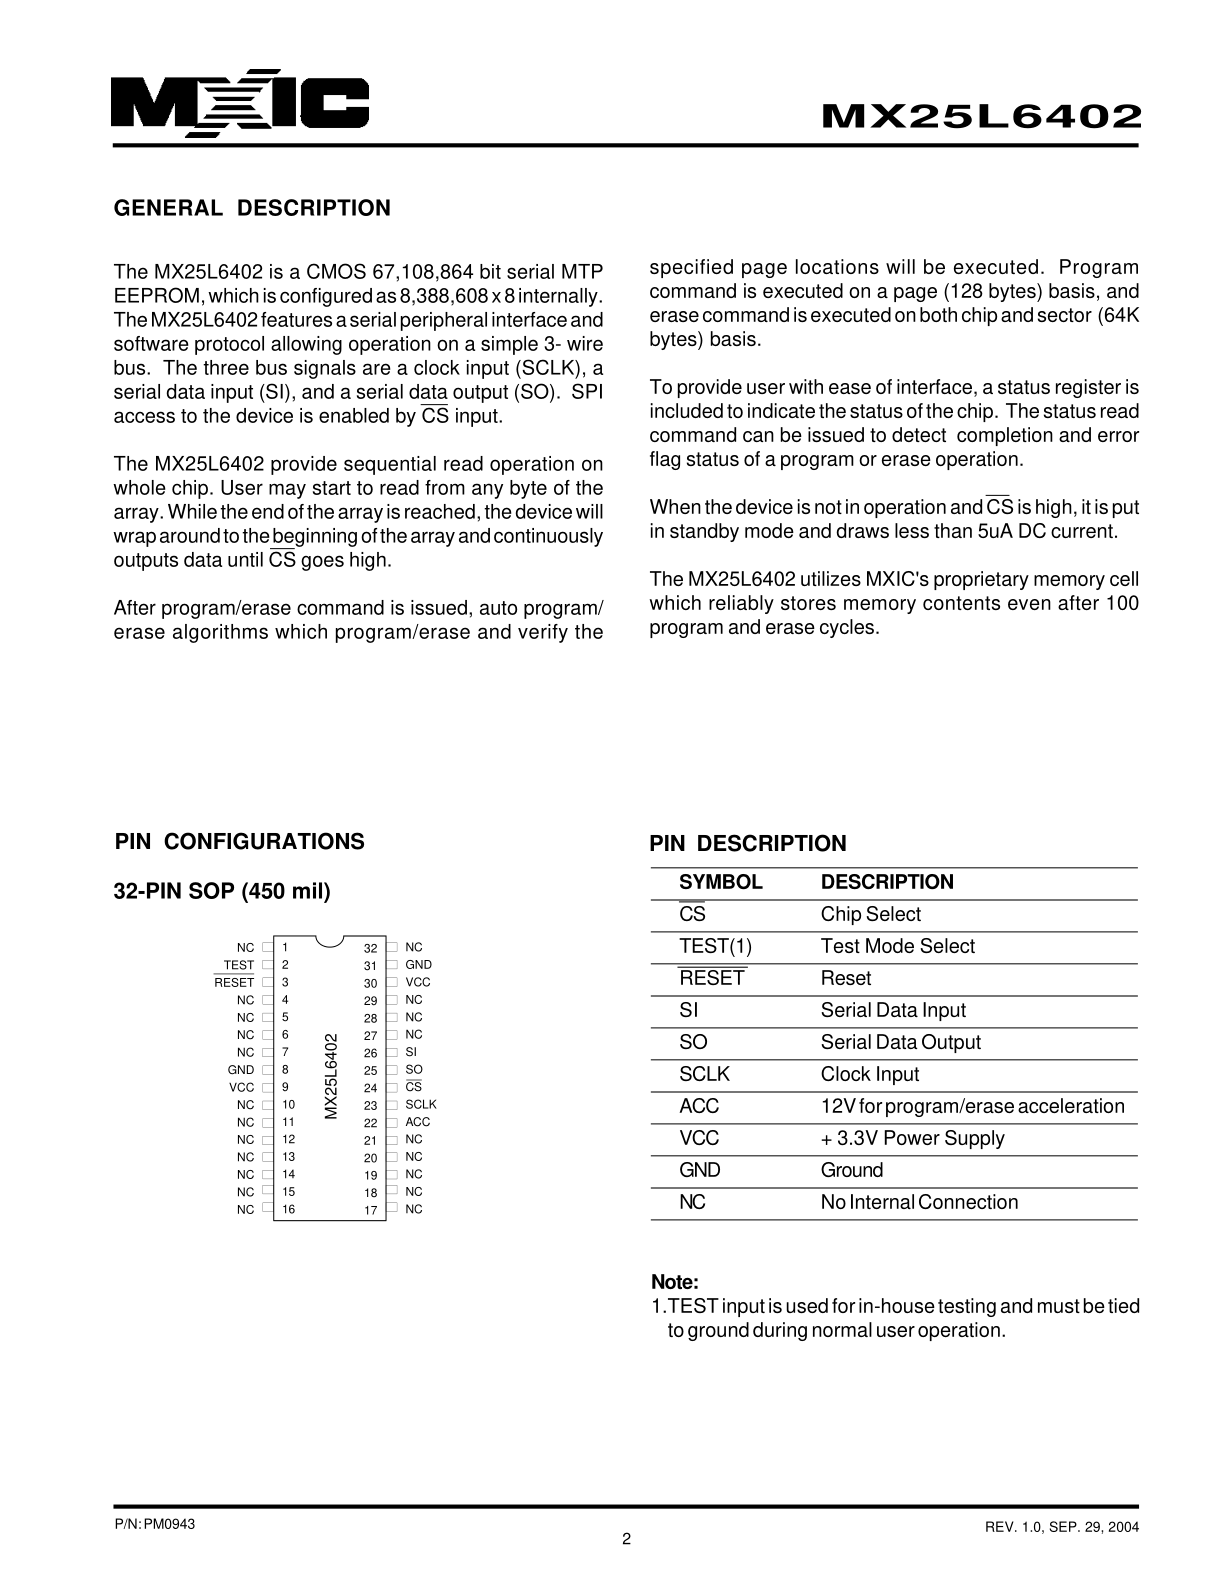 MXIC
MX25L6402
GENERAL DESCRIPTION
The MX25L6402 is a CMOS 67,108,864 bit serial MTP
EEPROM, which is configured as 8,388,608 x 8 internally.
The MX25L6402 features a serial peripheral interface and
software protocol allowing operation on a simple 3- wire
bus. The three bus signals are a clock input (SCLK), a
serial data input (SI), and a serial data output (SO). SPI
access to the device is enabled by CS input.
The MX25L6402 provide sequential read operation on
whole chip. User may start to read from any byte of the
array. While the end of the array is reached, the device will
wrap around to the beginning of the array and continuously
outputs data until CS goes high.
After program/erase command is issued, auto program/
erase algorithms which program/erase and verify the
specified page locations will be executed. Program
command is executed on a page (128 bytes) basis, and
erase command is executed on both chip and sector (64K
bytes) basis.
To provide user with ease of interface, a status register is
included to indicate the status of the chip. The status read
command can be issued to detect completion and error
flag status of a program or erase operation.
When the device is not in operation and CS is high, it is put
in standby mode and draws less than 5uA DC current.
The MX25L6402 utilizes MXIC's proprietary memory cell
which reliably stores memory contents even after 100
program and erase cycles.
PIN CONFIGURATIONS
32-PIN SOP (450 mil)
NC 1 32 NC
TEST 2 31 GND
RESET 3 30 VCC
NC 4 29 NC
NC 5 28 NC
NC 6 27 NC
NC 7 26 SI
GND 8 25 SO
VCC 9 24 CS
NC 10 23 SCLK
NC 11 22 ACC
NC 12 21 NC
NC 13 20 NC
NC 14 19 NC
NC 15 18 NC
NC 16 17 NC
MX25L6402
PIN DESCRIPTION
SYMBOL DESCRIPTION
CS Chip Select
TEST(1) Test Mode Select
RESET Reset
SI Serial Data Input
SO Serial Data Output
SCLK Clock Input
ACC 12V for program/erase acceleration
VCC + 3.3V Power Supply
GND Ground
NC No Internal Connection
Note:
1.TEST input is used for in-house testing and must be tied
to ground during normal user operation.
P/N: PM0943
2
REV. 1.0, SEP. 29, 2004